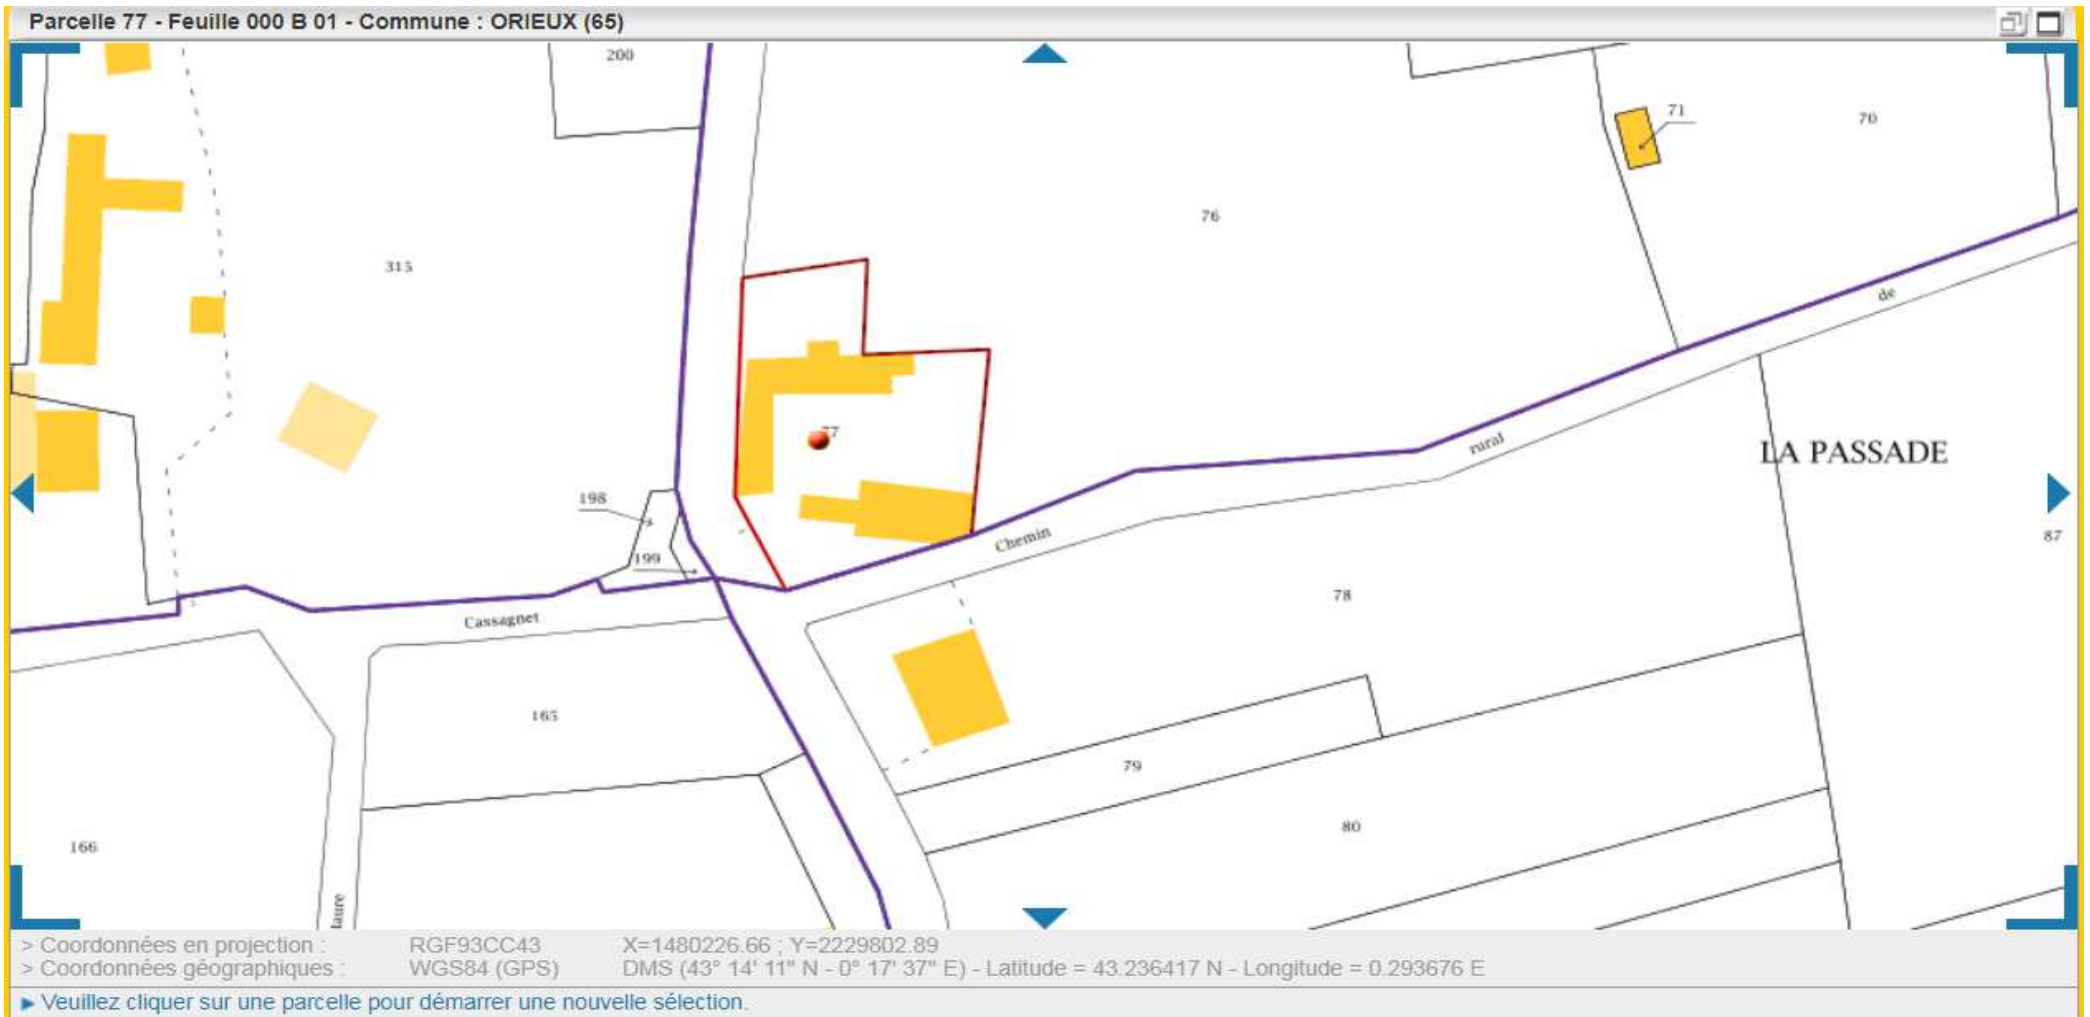 Parcelle 77 - Feuille 000 B 01 - Commune : ORIEUX (65)
200
71
70
76
315
de
77
rural
LA PASSADE
198
87
Chemin
199
78
Cassagnet
165
79
80
166
> Coordonnées en projection : RGF93CC43 X=1480226.66 ; Y=2229802.89
> Coordonnées géographiques : WGS84 (GPS) DMS (43° 14' 11" N - 0° 17' 37" E) - Latitude = 43.236417 N - Longitude = 0.293676 E
Veuillez cliquer sur une parcelle pour démarrer une nouvelle sélection.